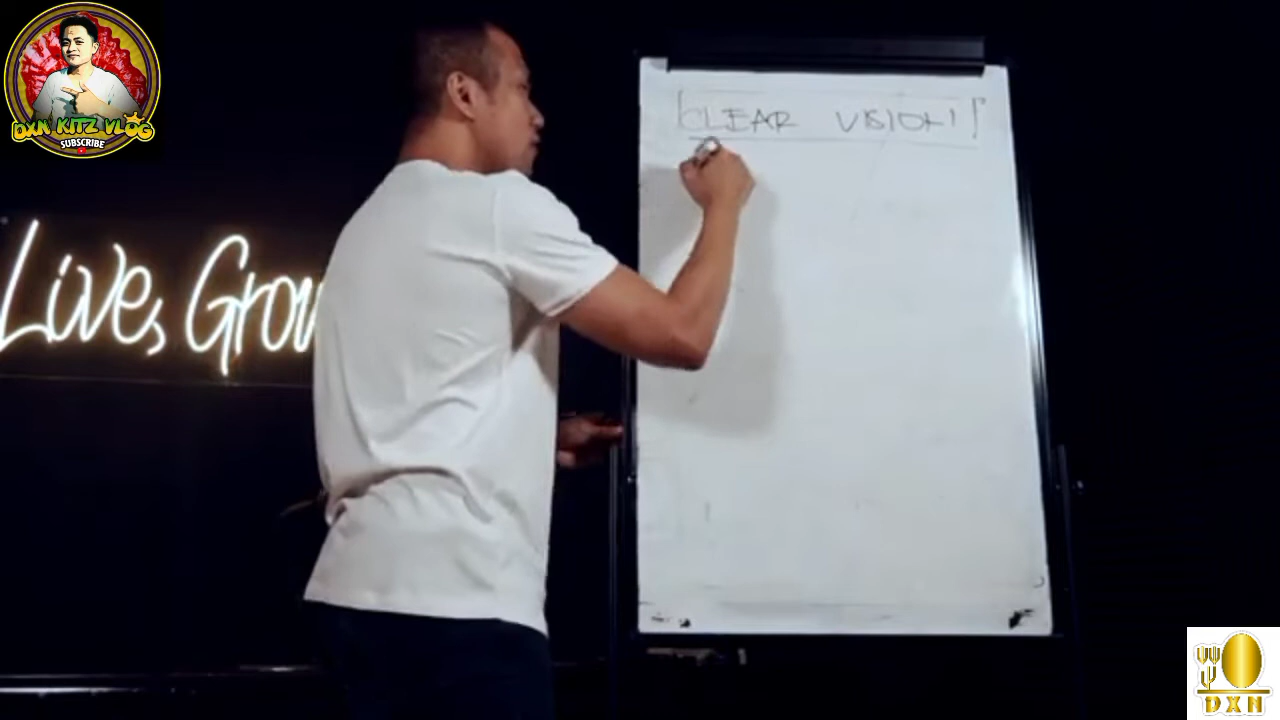 DXN KITZ VLOG
SUBSCRIBE
CLEAR VISION!
Live, Grow
DXN